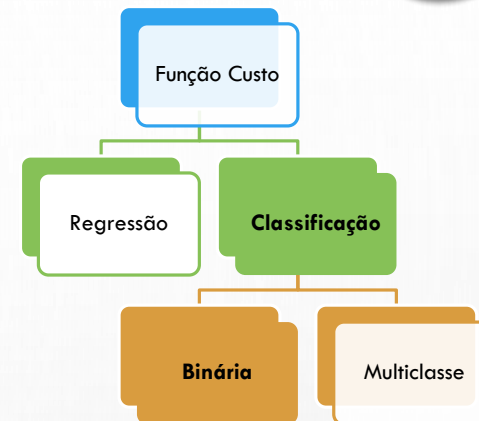 Função Custo
Regressão
Classificação
Binária
Multiclasse